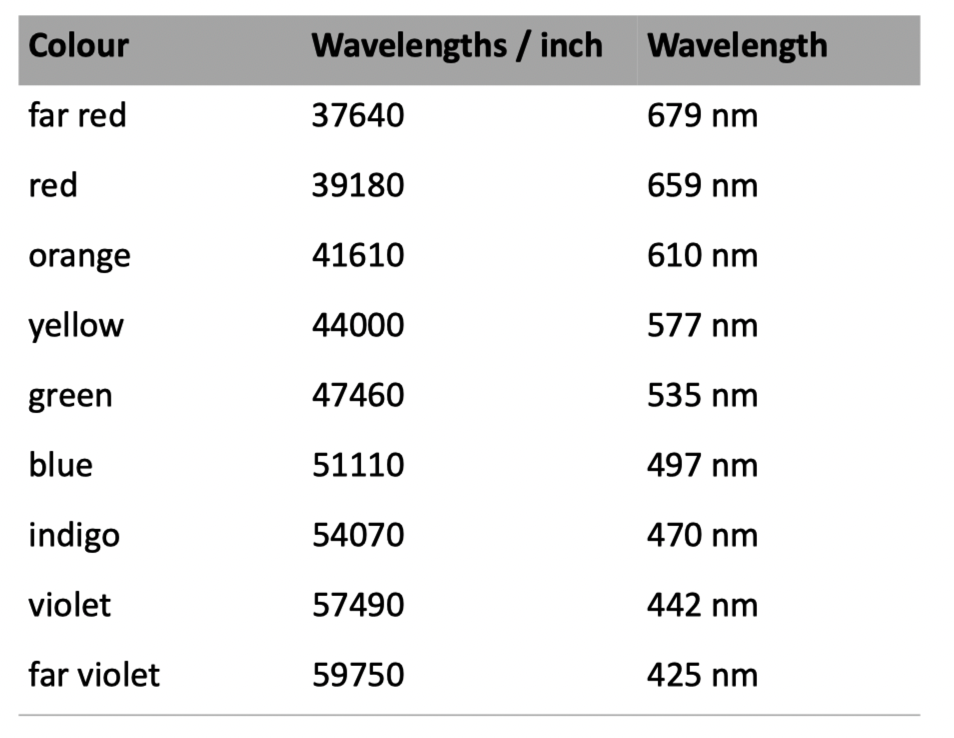 Colour Wavelengths / inch Wavelength
far red 37640 679 nm
red 39180 659 nm
orange 41610 610 nm
yellow 44000 577 nm
green 47460 535 nm
blue 51110 497 nm
indigo 54070 470 nm
violet 57490 442 nm
far violet 59750 425 nm